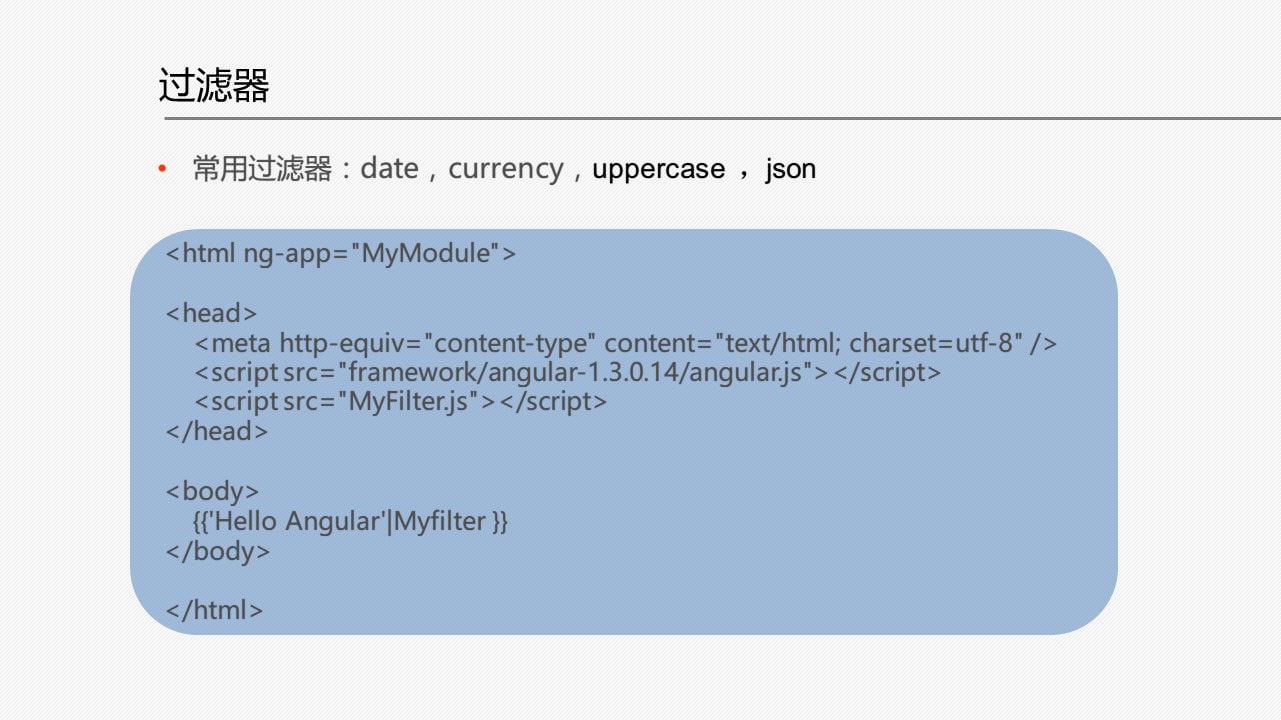 过滤器
• 常用过滤器：date，currency，uppercase ，json
<html ng-app="MyModule">
<head>
<meta http-equiv="content-type" content="text/html; charset=utf-8" />
<script src="framework/angular-1.3.0.14/angular.js"></script>
<script src="MyFilter.js"></script>
</head>
<body>
{{'Hello Angular'|Myfilter }}
</body>
</html>